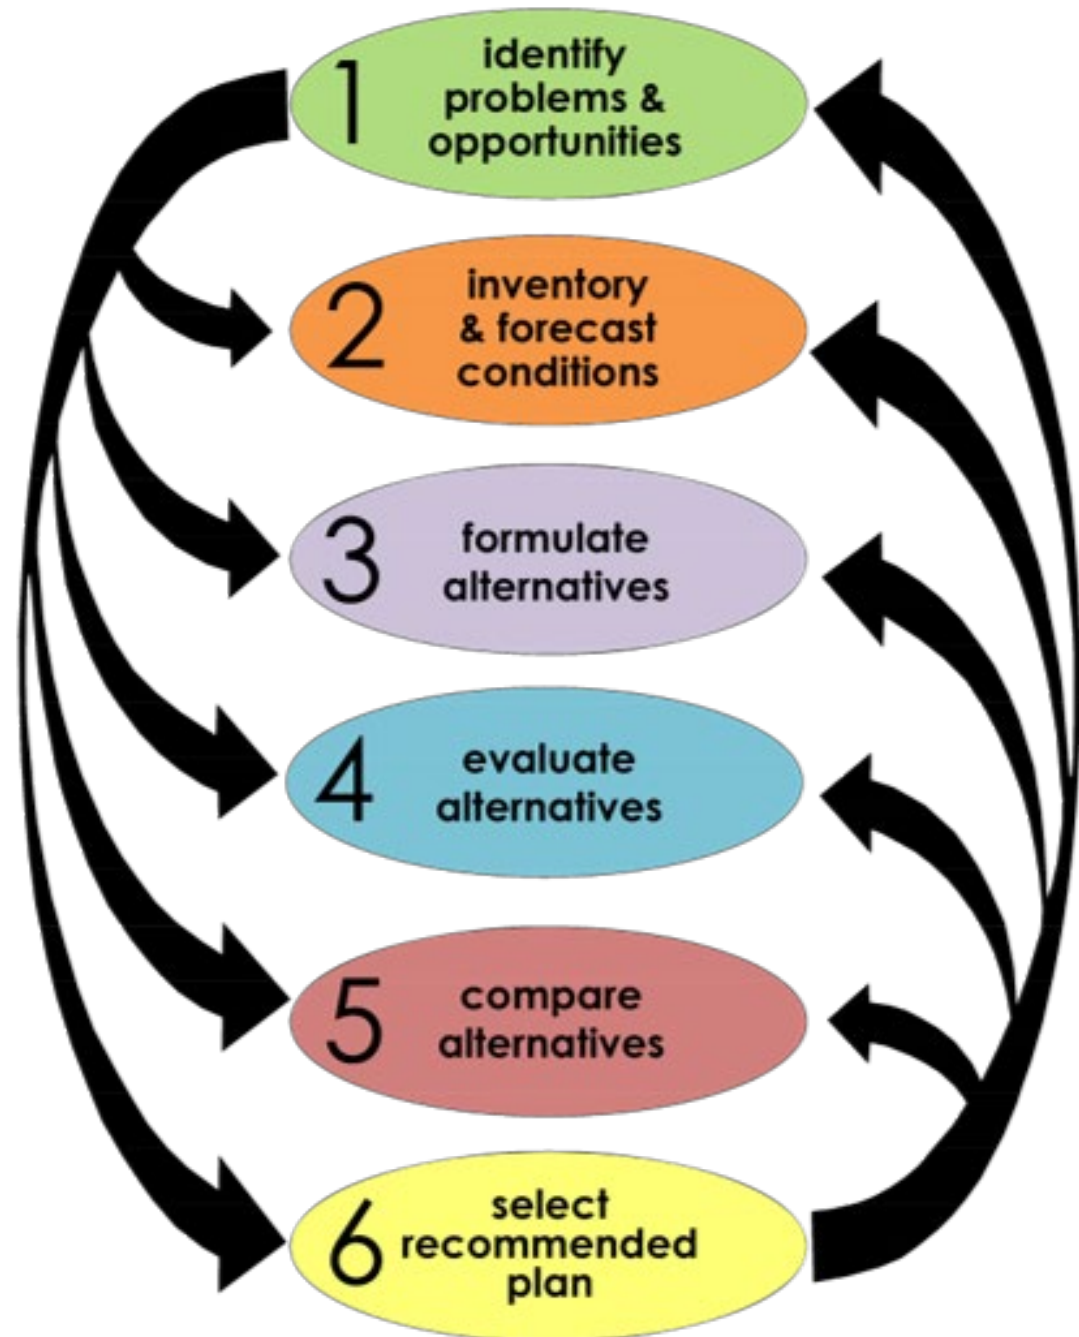 1 identify
problems &
opportunities
2 inventory
& forecast
conditions
3 formulate
alternatives
4 evaluate
alternatives
5 compare
alternatives
6 select
recommended
plan